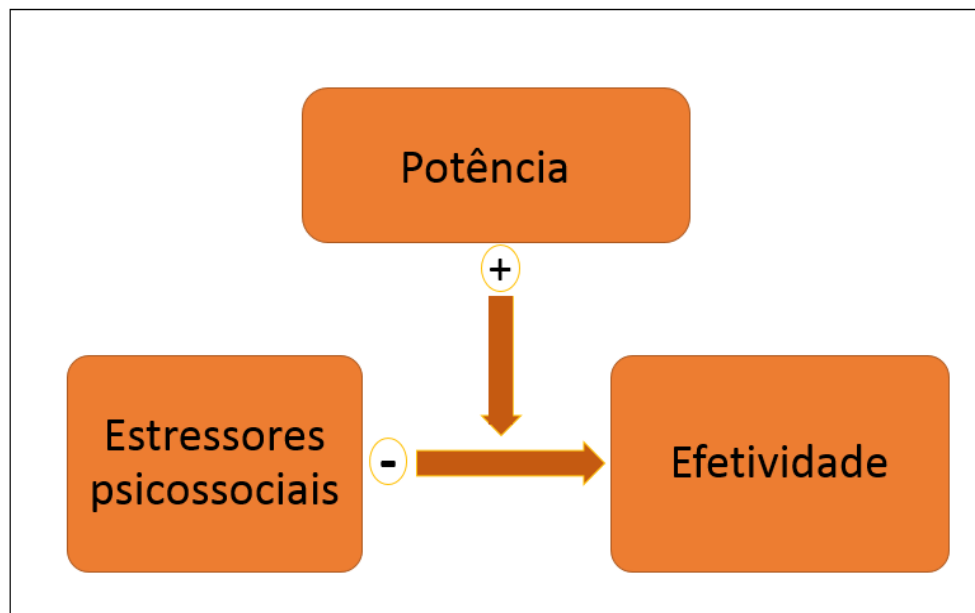 Potência
+
Estressores
psicossociais
-
Efetividade